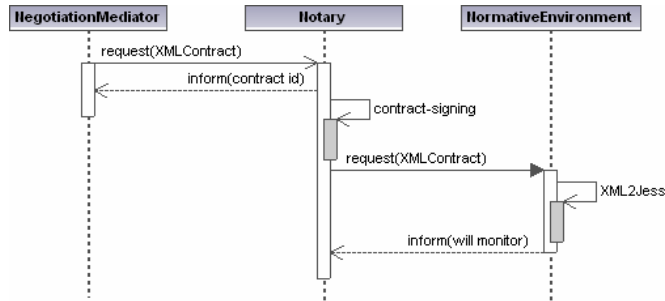 NegotiationMediator
Notary
NormativeEnvironment
request(XMLContract)
inform(contract id)
contract-signing
request(XMLContract)
XML2Jess
inform(will monitor)